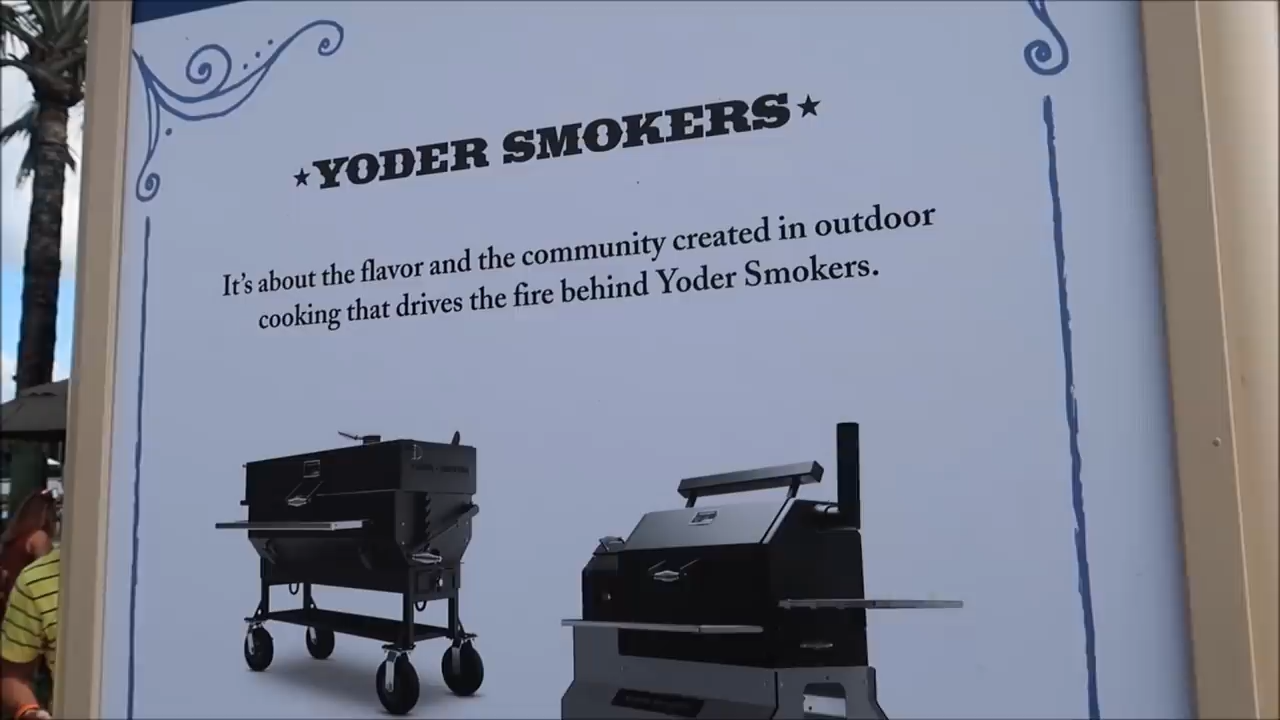 ★YODER SMOKERS★
It's about the flavor and the community created in outdoor
cooking that drives the fire behind Yoder Smokers.